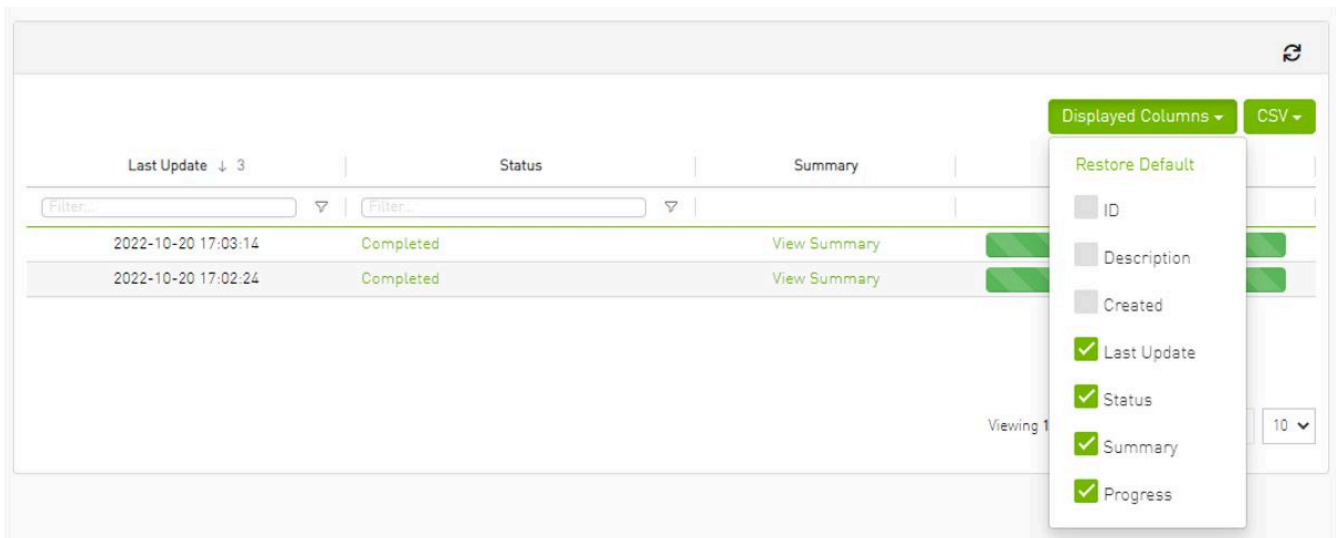 Displayed Columns CSV
Last Update ↓ 3 Status Summary
Filter... Filter...
2022-10-20 17:03:14 Completed View Summary
2022-10-20 17:02:24 Completed View Summary
Restore Default
ID
Description
Created
Last Update
Status
Summary
Progress
Viewing 1
10